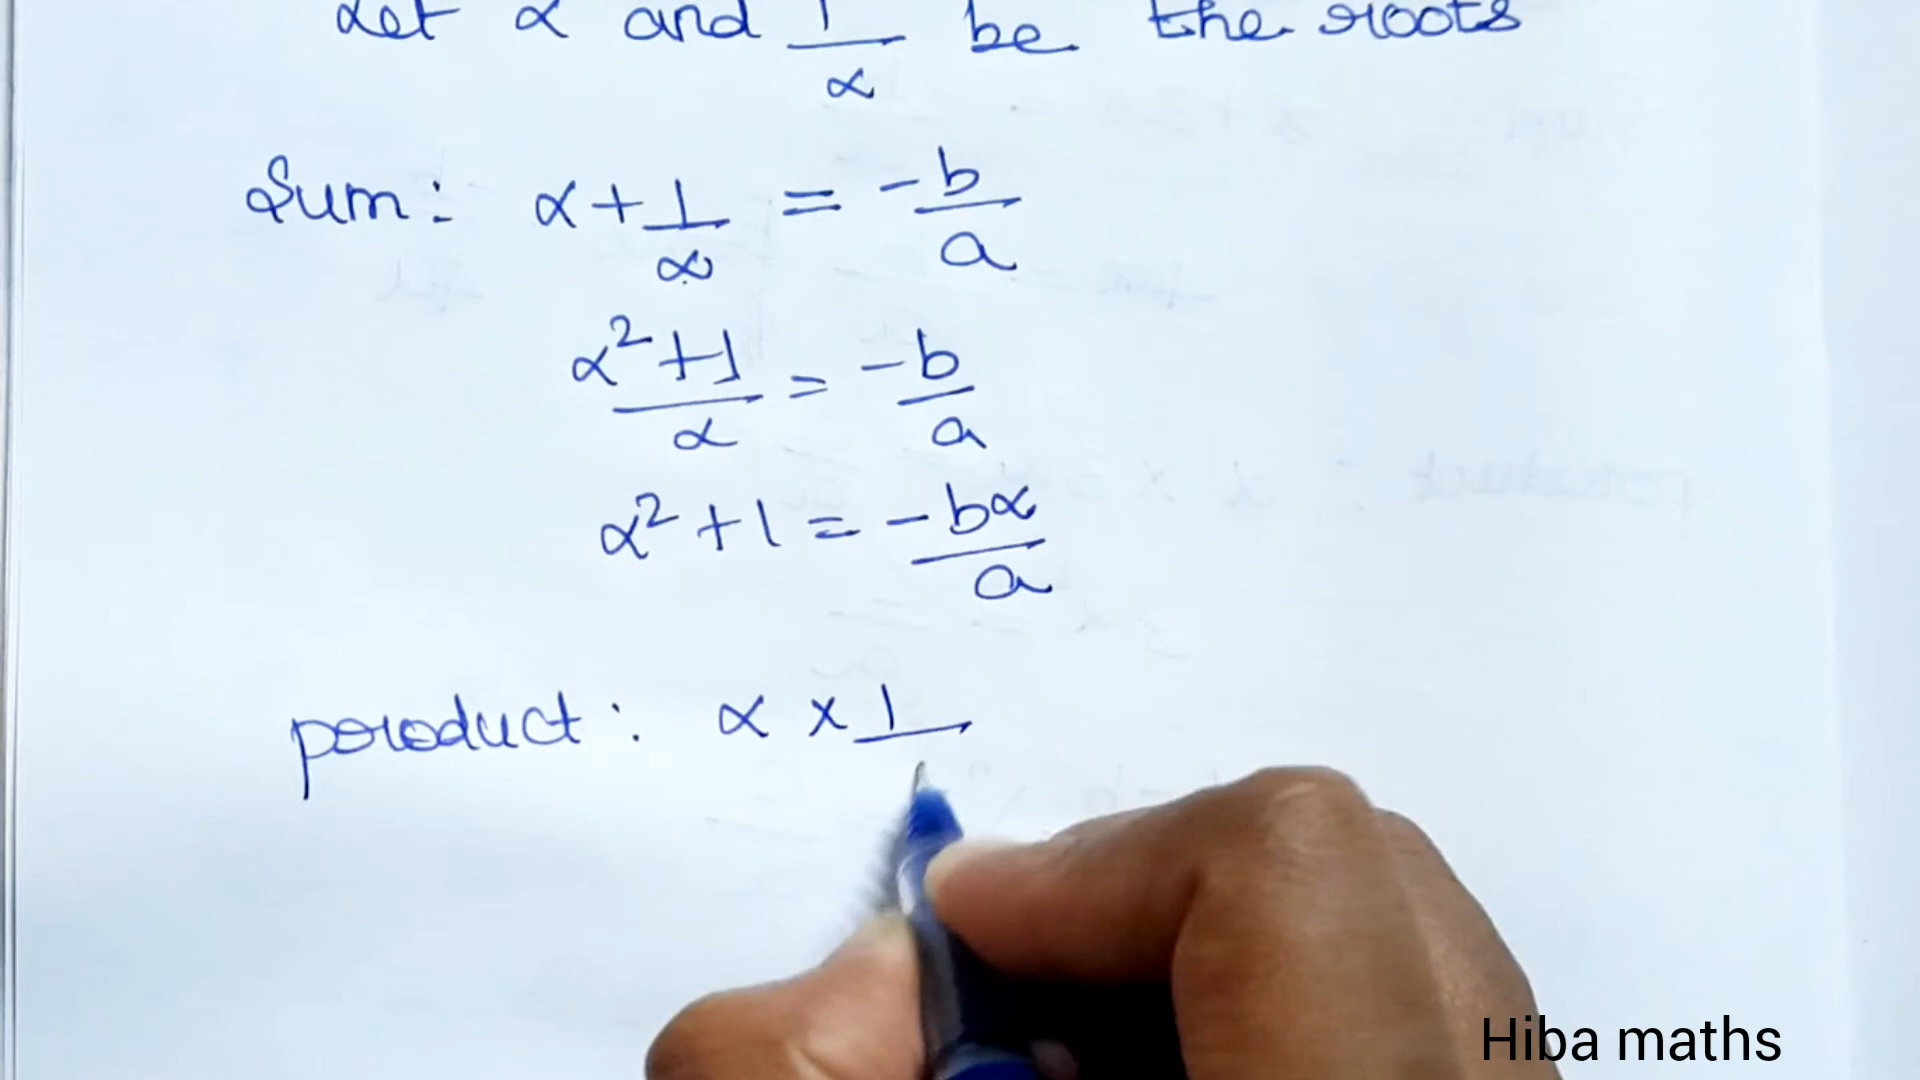 Let α and 1/α be the roots
Sum: α + 1/α = -b/a
α² + 1/α = -b/a
α² + 1 = -bα/a
product: α × 1
Hiba maths